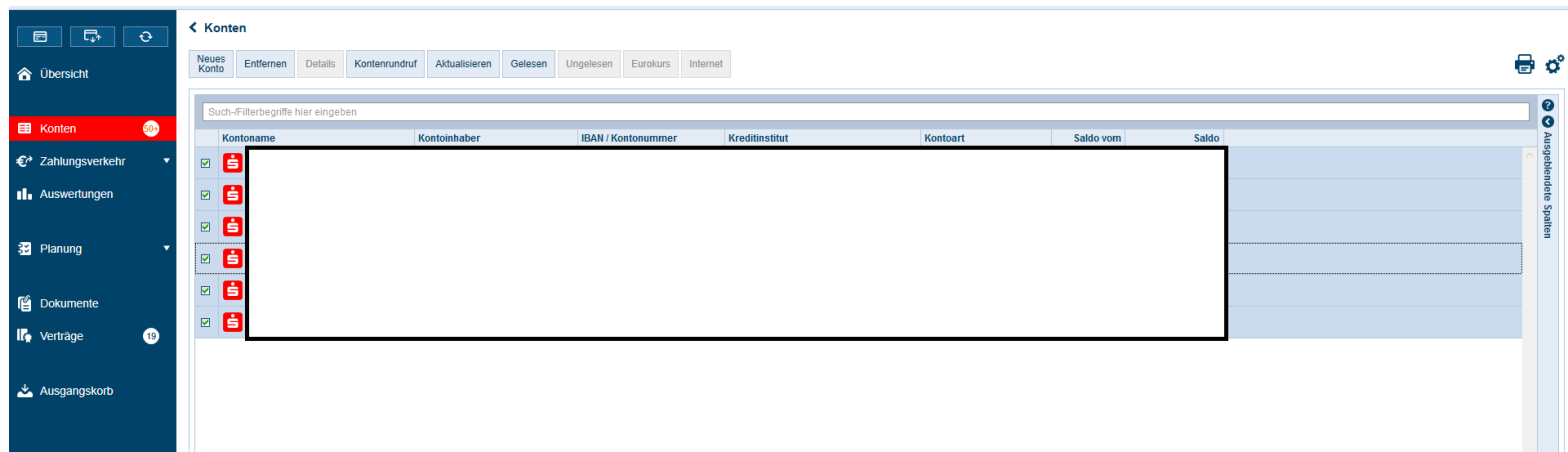 Konten
Neues Konto Entfernen Details Kontenrundruf Aktualisieren Gelesen Ungelesen Eurokurs Internet
Übersicht
Konten 50+
Zahlungsverkehr
Auswertungen
Planung
Dokumente
Verträge 19
Ausgangskorb
Such-/Filterbegriffe hier eingeben
Kontoname Kontoinhaber IBAN / Kontonummer Kreditinstitut Kontoart Saldo vom Saldo
Ausgeblendete Spalten